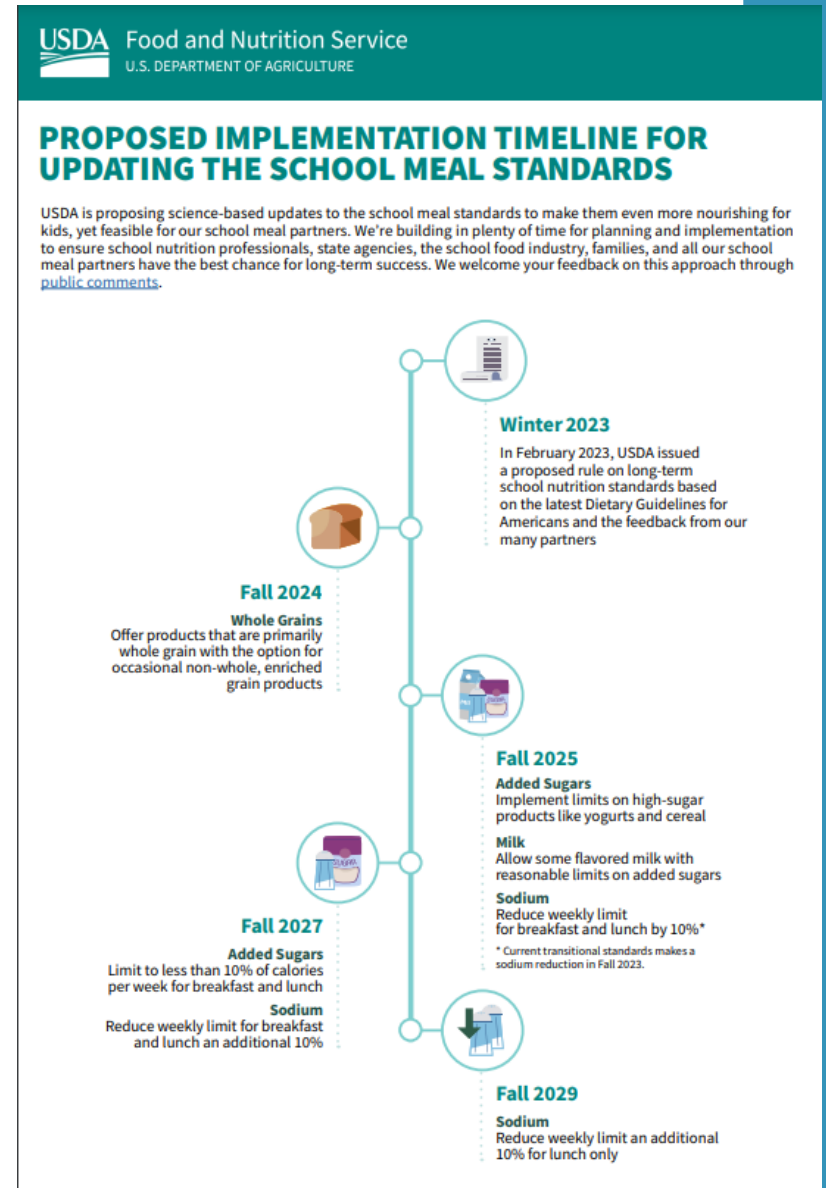 USDA Food and Nutrition Service
U.S. DEPARTMENT OF AGRICULTURE
PROPOSED IMPLEMENTATION TIMELINE FOR
UPDATING THE SCHOOL MEAL STANDARDS
USDA is proposing science-based updates to the school meal standards to make them even more nourishing for
kids, yet feasible for our school meal partners. We're building in plenty of time for planning and implementation
to ensure school nutrition professionals, state agencies, the school food industry, families, and all our school
meal partners have the best chance for long-term success. We welcome your feedback on this approach through
public comments.
Winter 2023
In February 2023, USDA issued
a proposed rule on long-term
school nutrition standards based
on the latest Dietary Guidelines for
Americans and the feedback from our
many partners
Fall 2024
Whole Grains
Offer products that are primarily
whole grain with the option for
occasional non-whole, enriched
grain products
Fall 2025
Added Sugars
Implement limits on high-sugar
products like yogurts and cereal
Milk
Allow some flavored milk with
reasonable limits on added sugars
Sodium
Reduce weekly limit
for breakfast and lunch by 10%*
* Current transitional standards makes a
sodium reduction in Fall 2023.
Fall 2027
Added Sugars
Limit to less than 10% of calories
per week for breakfast and lunch
Sodium
Reduce weekly limit for breakfast
and lunch an additional 10%
Fall 2029
Sodium
Reduce weekly limit an additional
10% for lunch only